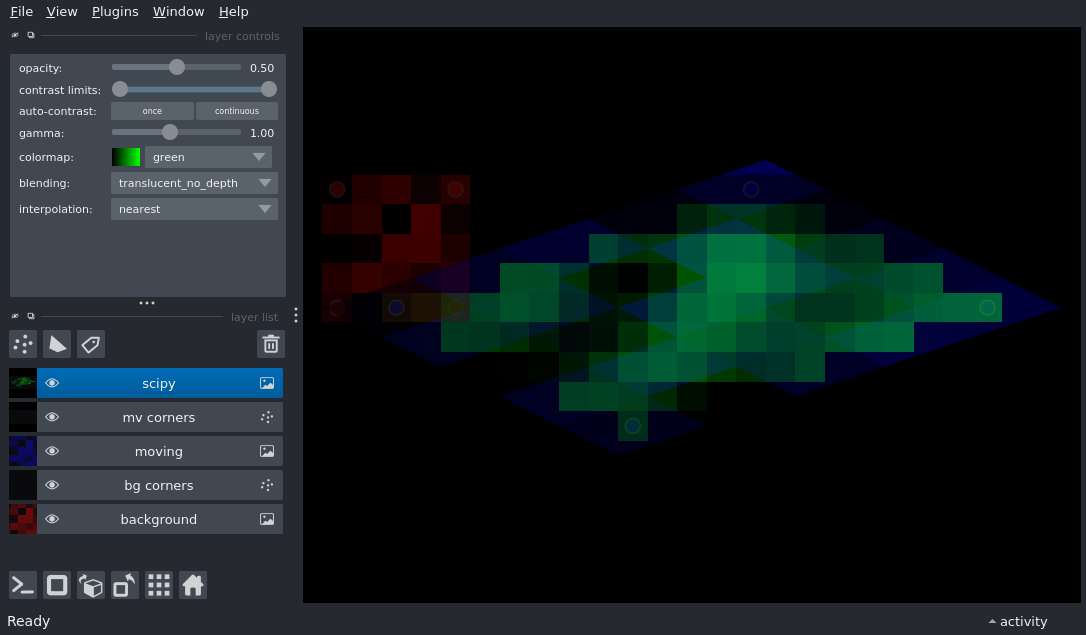 File View Plugins Window Help
layer controls
opacity: 0.50
contrast limits:
auto-contrast: once continuous
gamma: 1.00
colormap: green
blending: translucent_no_depth
interpolation: nearest
layer list
scipy
mv corners
moving
bg corners
background
Ready activity